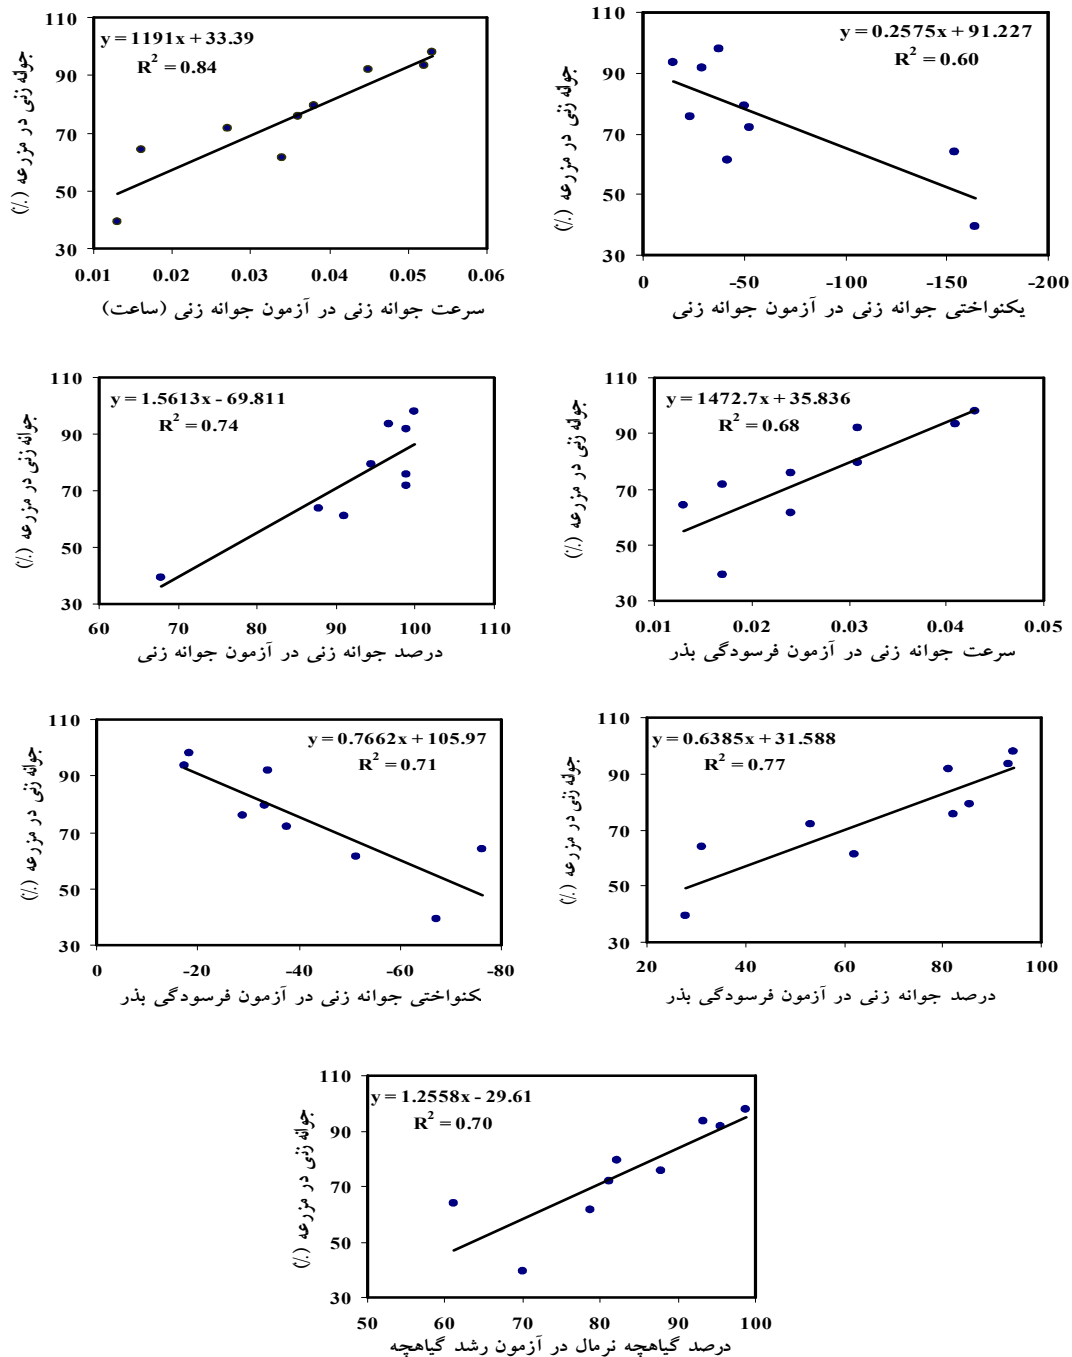 جوانه زنی در مزرعه (٪)
110
90
70
50
30
y = 1191x + 33.39
R² = 0.84
0.01 0.02 0.03 0.04 0.05 0.06
سرعت جوانه زنی در آزمون جوانه زنی (ساعت)
جوانه زنی در مزرعه (٪)
110
90
70
50
30
y = 0.2575x + 91.227
R² = 0.60
0 -50 -100 -150 -200
یکنواختی جوانه زنی در آزمون جوانه زنی
جوانه زنی در مزرعه (٪)
110
90
70
50
30
y = 1.5613x - 69.811
R² = 0.74
60 70 80 90 100 110
درصد جوانه زنی در آزمون جوانه زنی
جوانه زنی در مزرعه (٪)
110
90
70
50
30
y = 1472.7x + 35.836
R² = 0.68
0.01 0.02 0.03 0.04 0.05
سرعت جوانه زنی در آزمون فرسودگی بذر
جوانه زنی در مزرعه (٪)
110
90
70
50
30
y = 0.7662x + 105.97
R² = 0.71
0 -20 -40 -60 -80
یکنواختی جوانه زنی در آزمون فرسودگی بذر
جوانه زنی در مزرعه (٪)
110
90
70
50
30
y = 0.6385x + 31.588
R² = 0.77
20 40 60 80 100
درصد جوانه زنی در آزمون فرسودگی بذر
جوانه زنی در مزرعه (٪)
110
90
70
50
30
y = 1.2558x - 29.61
R² = 0.70
50 60 70 80 90 100
درصد گیاهچه نرمال در آزمون رشد گیاهچه